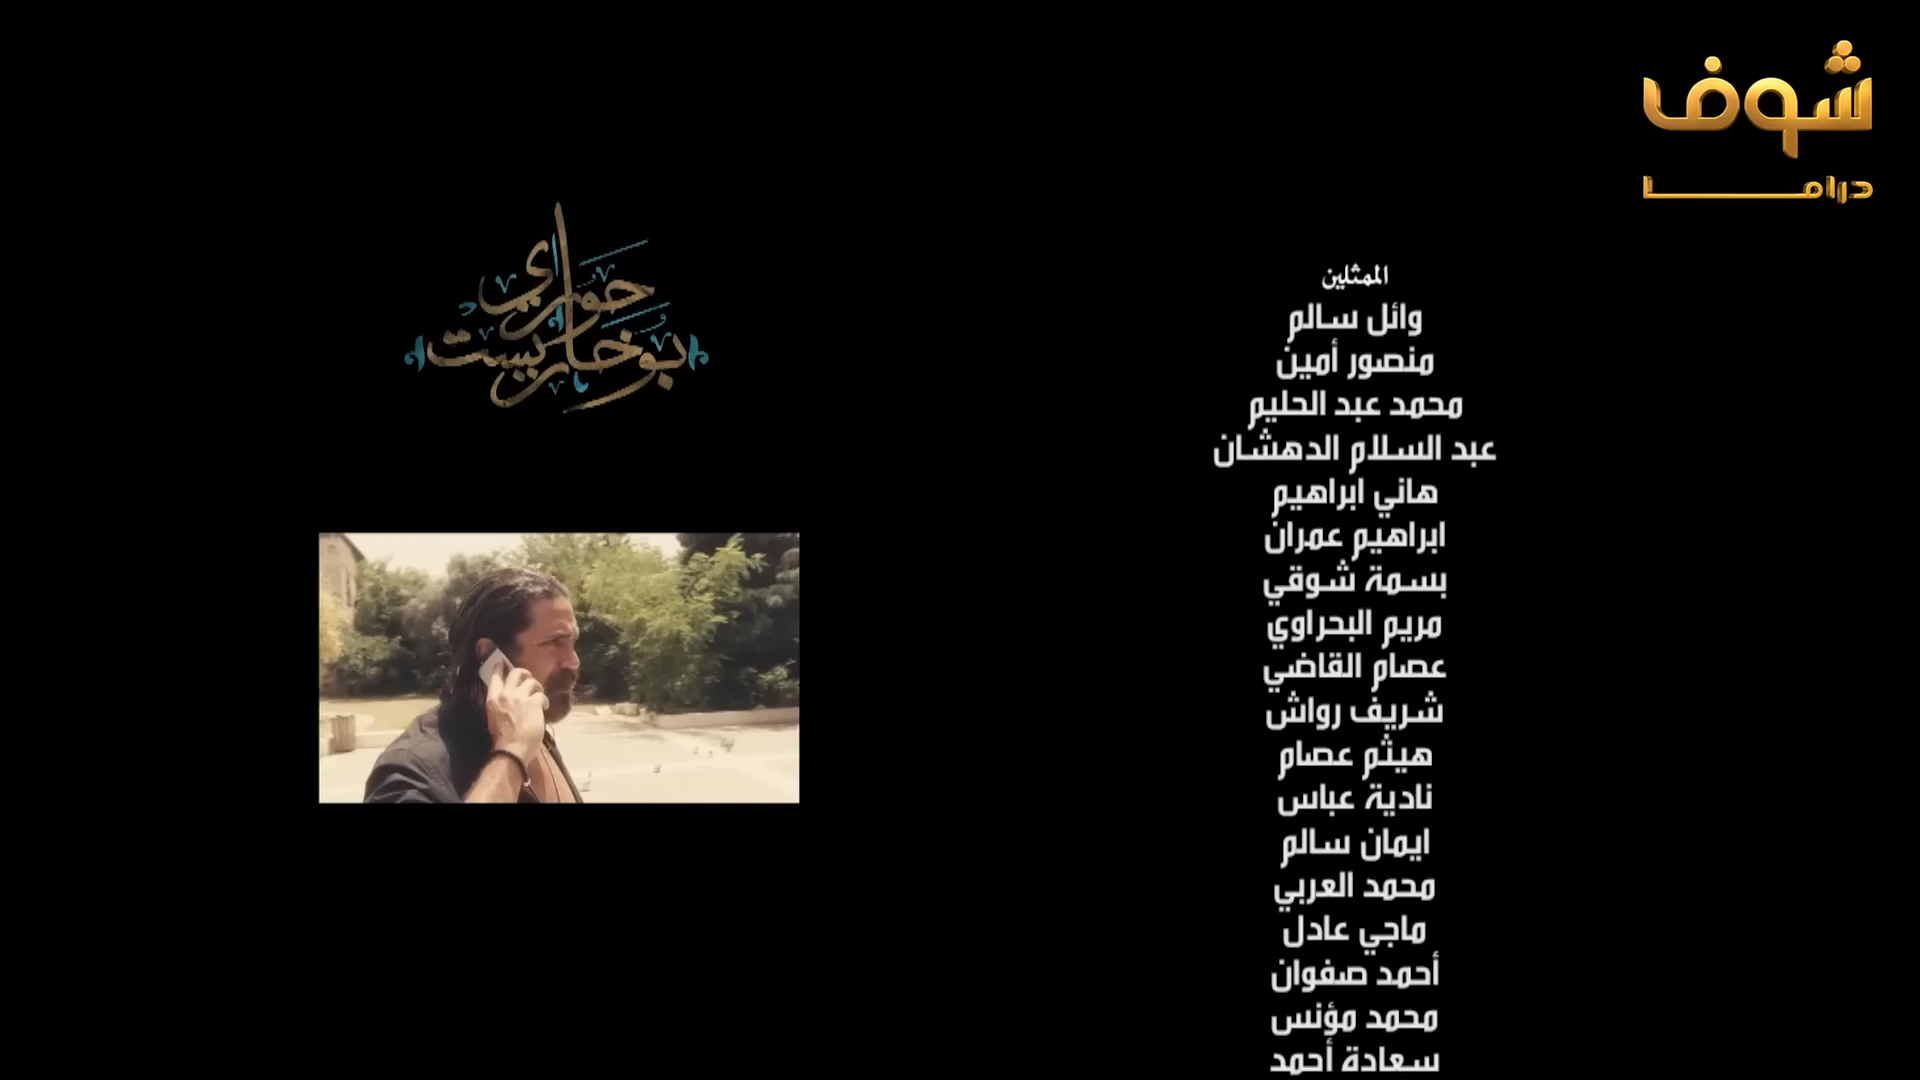 شوف
دراما
حواري
بوخاريست
الممثلين
وائل سالم
منصور أمين
محمد عبد الحليم
عبد السلام الدهشان
هاني ابراهيم
ابراهيم عمران
بسمة شوقي
مريم البحراوي
عصام القاضي
شريف رواش
هيثم عصام
نادية عباس
ايمان سالم
محمد العربي
ماجي عادل
أحمد صفوان
محمد مؤنس
سعادة أحمد